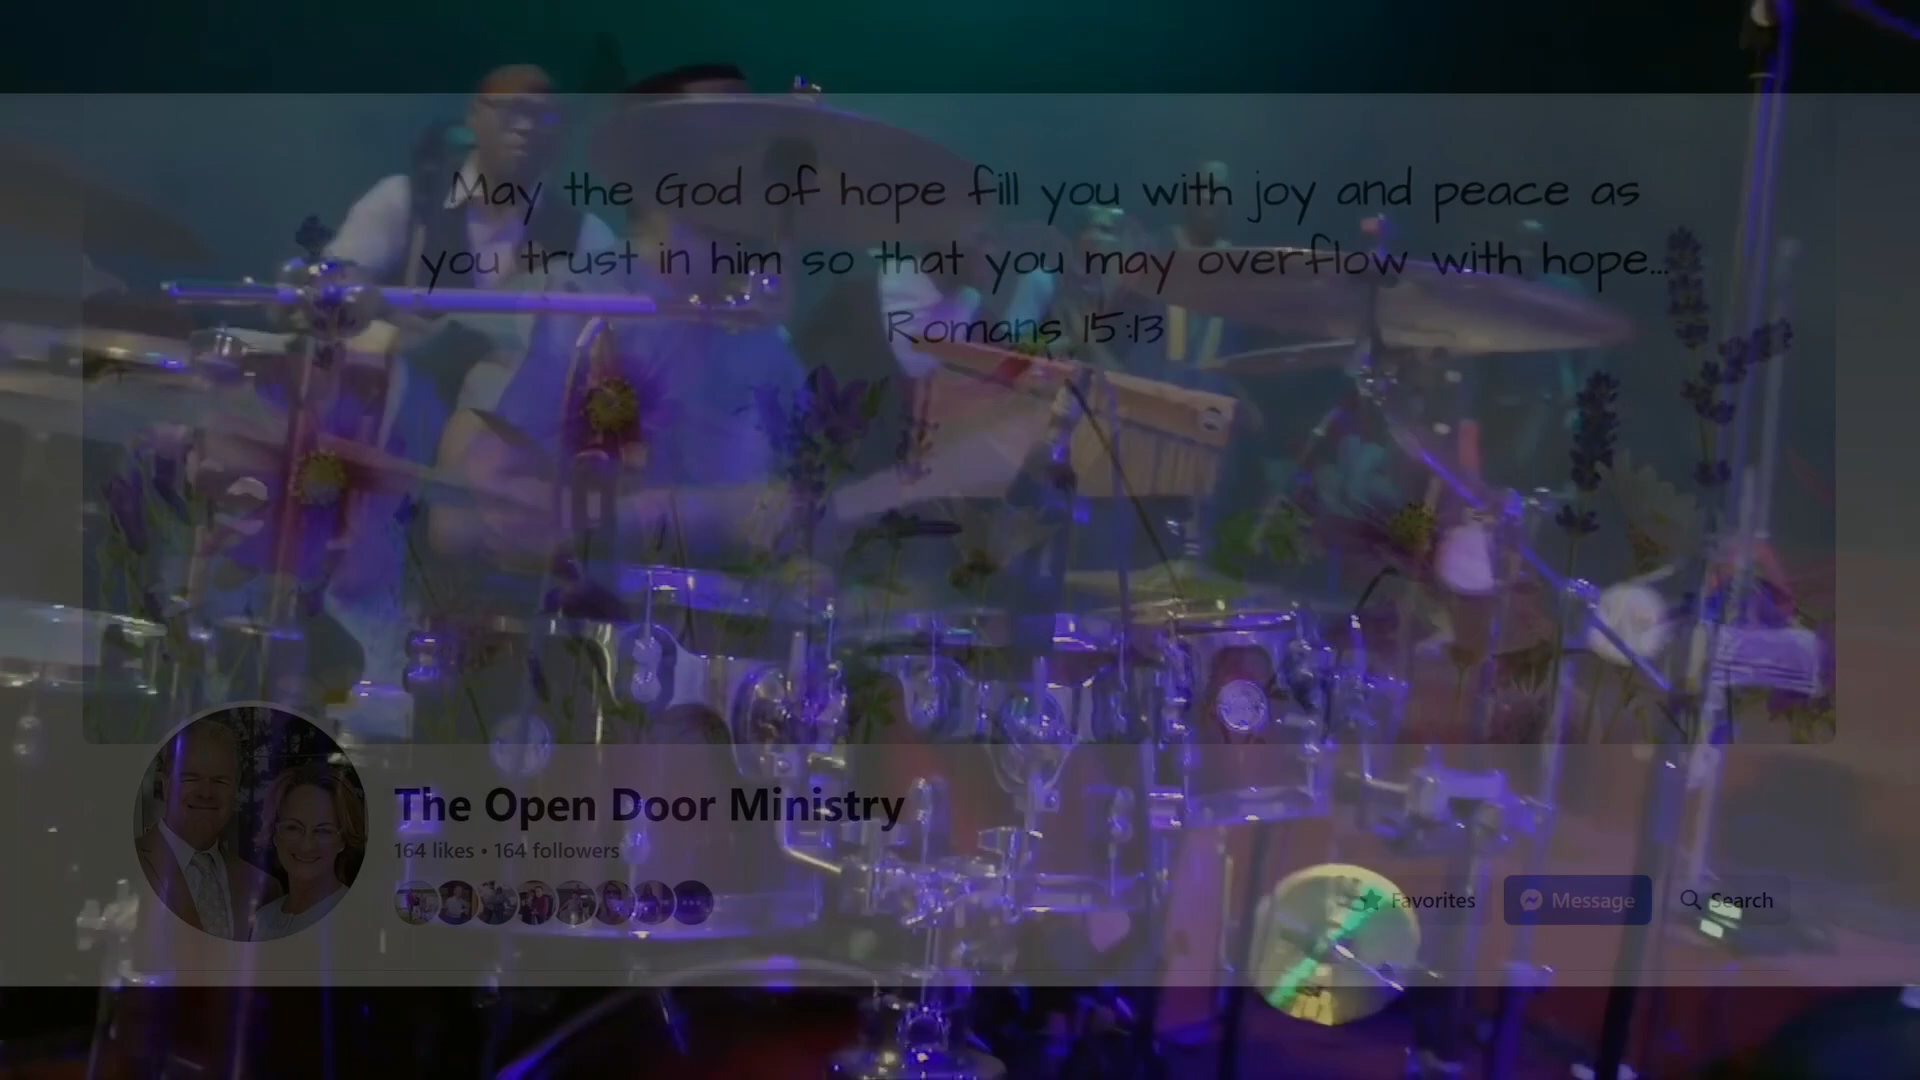 May the God of hope fill you with joy and peace as
you trust in him so that you may overflow with hope...
Romans 15:13
The Open Door Ministry
164 likes • 164 followers
Favorites
Message
Search